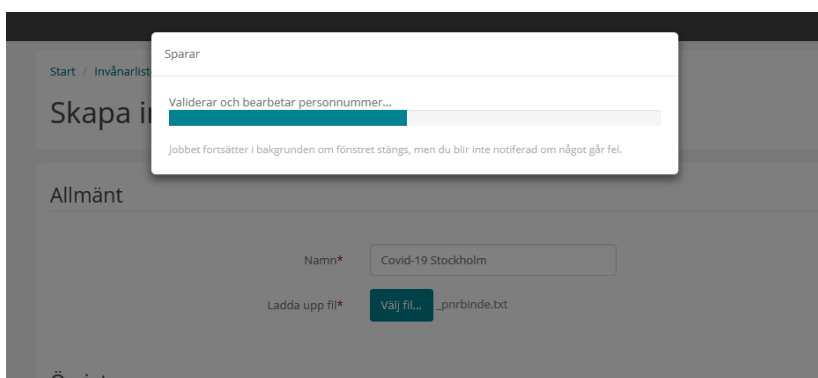 Sparar
Start / Invånarlist
Validerar och bearbetar personnummer...
Skapa i
Jobbet fortsätter i bakgrunden om fönstret stängs, men du blir inte notiferad om något går fel.
Allmänt
Namn* Covid-19 Stockholm
Ladda upp fil* Välj fil... _pnrbinde.txt